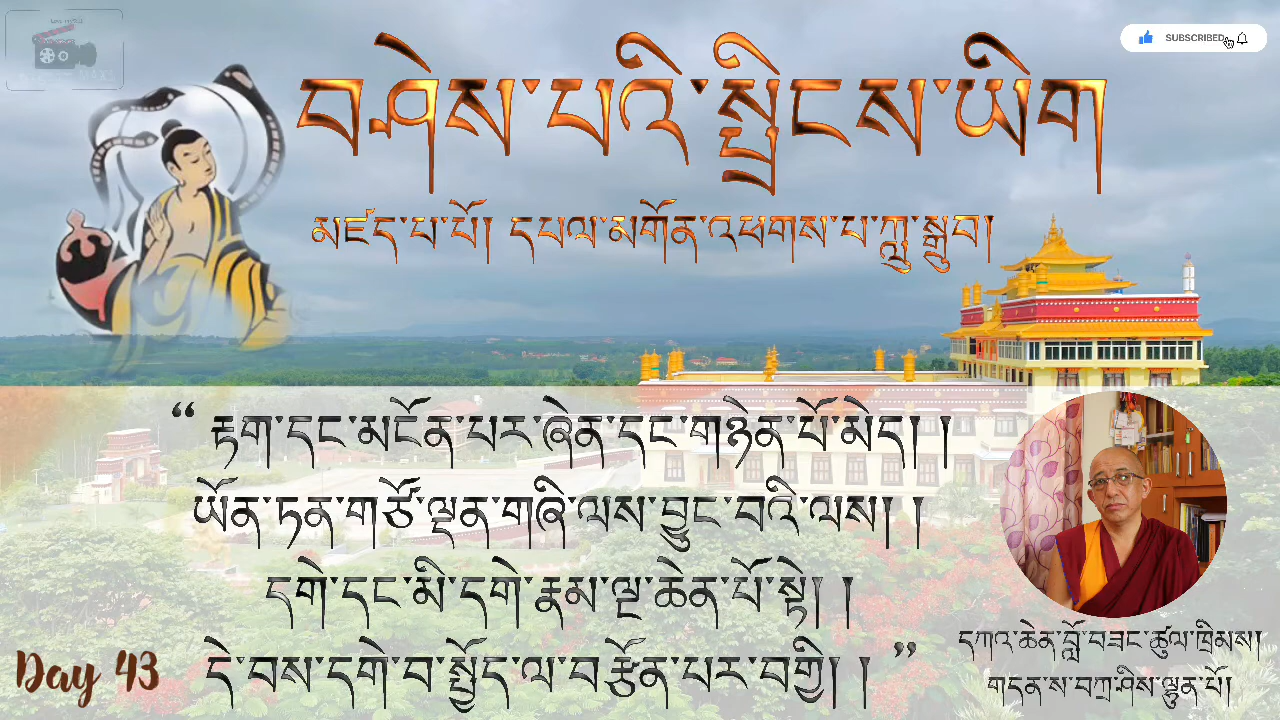 SUBSCRIBED
བཤེས་པའི་སྤྲིངས་ཡིག
མཛད་པ་པོ། དཔལ་མགོན་འཕགས་པ་ཀླུ་སྒྲུབ།
“ རྟག་དང་མངོན་པར་ཞེན་དང་གཉེན་པོ་མེད། །
ཡོན་ཏན་གཙོ་ལྡན་གཞི་ལས་བྱུང་བའི་ལས། །
དགེ་དང་མི་དགེ་རྣམ་ལྔ་ཆེན་པོ་སྟེ། །
དེ་བས་དགེ་བ་སྤྱོད་ལ་བརྩོན་པར་བགྱི། ། ”
Day 43
དཀའ་ཆེན་བློ་བཟང་ཚུལ་ཁྲིམས།
གདན་ས་བཀྲ་ཤིས་ལྷུན་པོ།